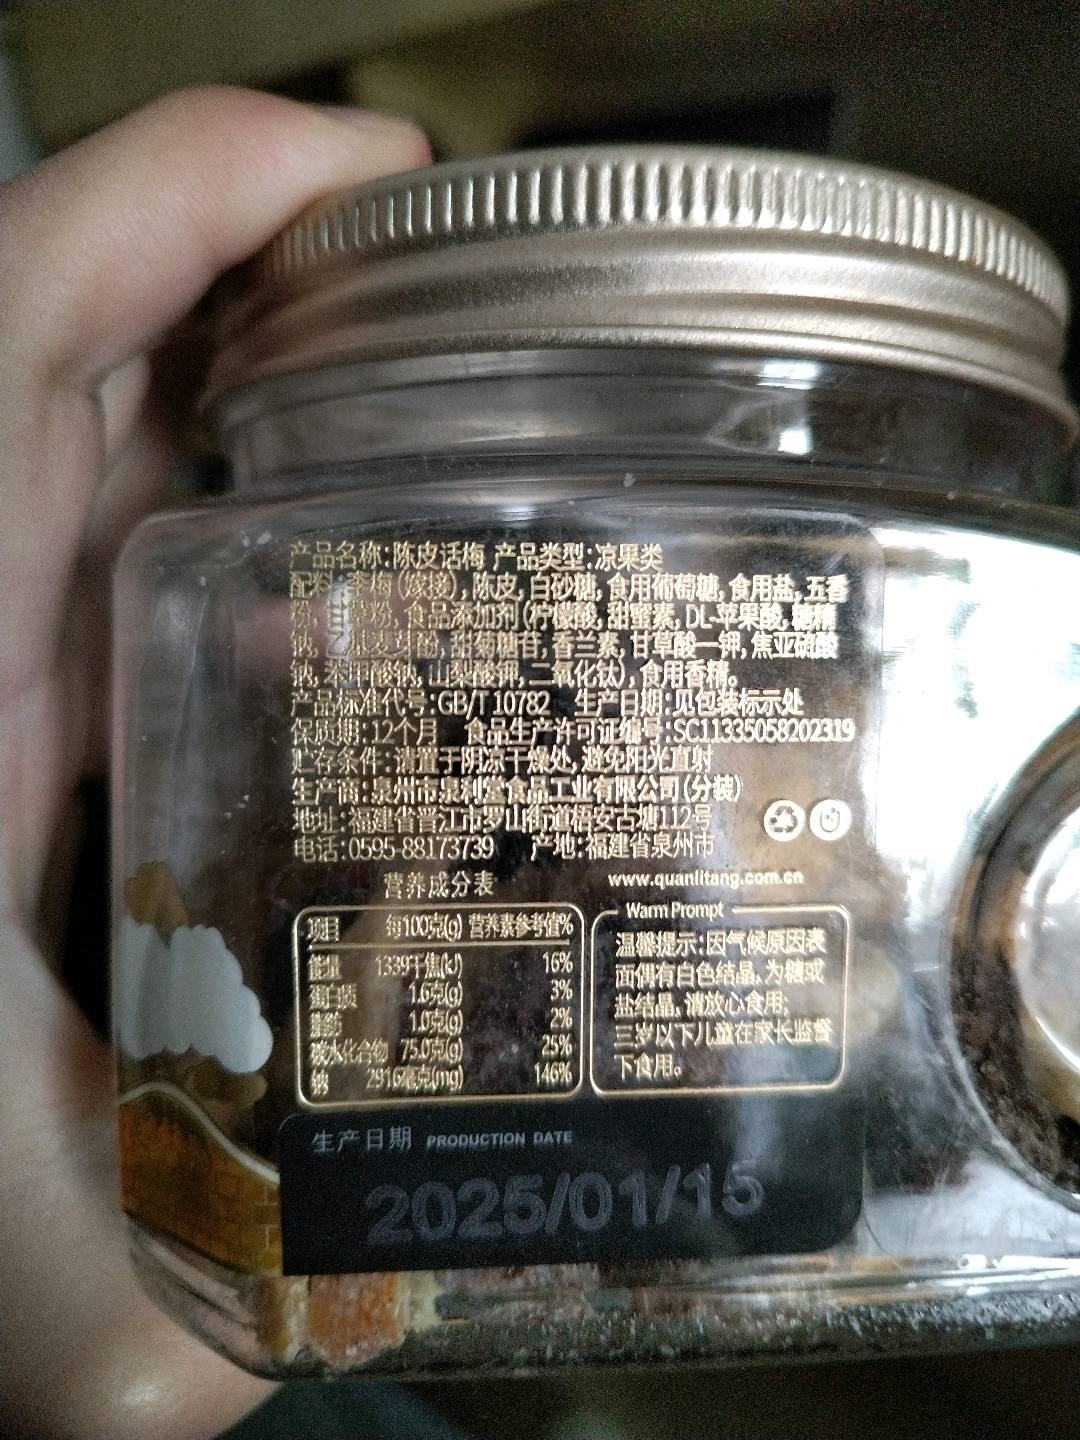 产品名称:陈皮话梅 产品类型:凉果类
配料:李梅(嫁接),陈皮,白砂糖,食用葡萄糖,食用盐,五香
粉,甘草粉,食品添加剂(柠檬酸,甜蜜素,DL-苹果酸,糖精
钠,乙基麦芽酚,甜菊糖苷,香兰素,甘草酸一钾,焦亚硫酸
钠,苯甲酸钠,山梨酸钾,二氧化钛),食用香精。
产品标准代号:GB/T 10782 生产日期:见包装标示处
保质期:12个月 食品生产许可证编号:SC11335058202319
贮存条件:请置于阴凉干燥处,避免阳光直射
生产商:泉州市泉利堂食品工业有限公司(分装)
地址:福建省晋江市罗山街道梧安古塘112号
电话:0595-88173739 产地:福建省泉州市
营养成分表
项目 每100克(g) 营养素参考值%
能量 1339千焦(kJ) 16%
蛋白质 1.6克(g) 3%
脂肪 1.0克(g) 2%
碳水化合物 75.0克(g) 25%
钠 2916毫克(mg) 146%
www.quanlitang.com.cn
Warm Prompt
温馨提示:因气候原因表
面偶有白色结晶,为糖或
盐结晶,请放心食用;
三岁以下儿童在家长监督
下食用。
生产日期 PRODUCTION DATE
2025/01/15